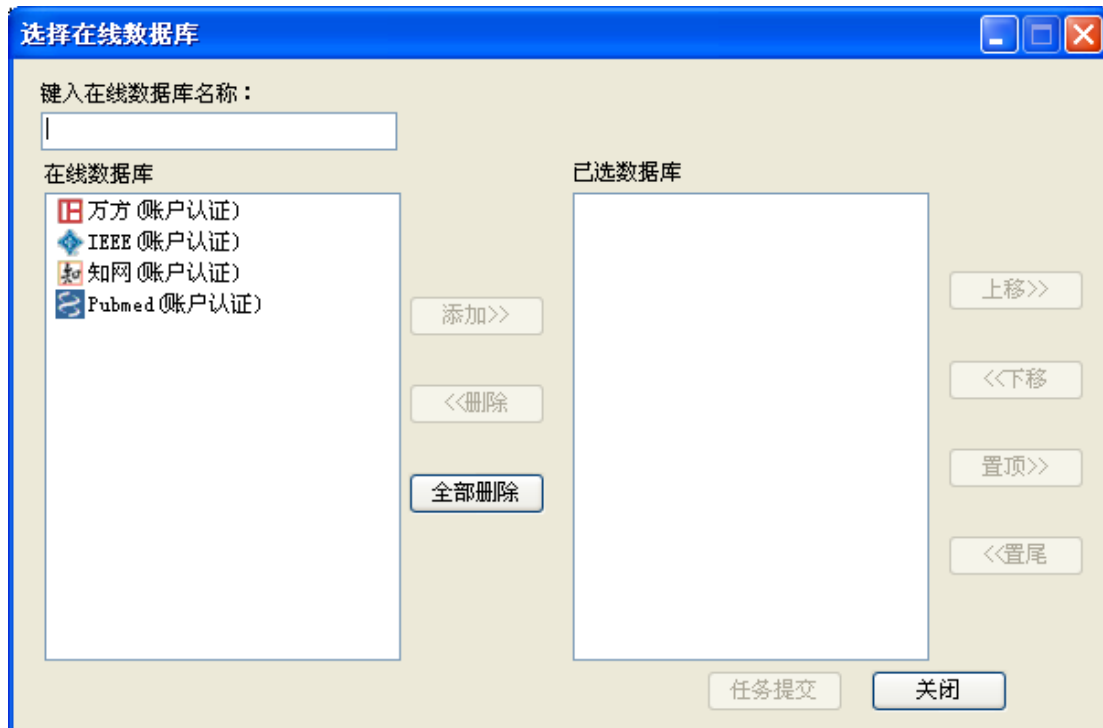 选择在线数据库
键入在线数据库名称：
在线数据库
万方(账户认证)
IEEE(账户认证)
知网(账户认证)
Pubmed(账户认证)
添加>>
<<删除
全部删除
已选数据库
上移>>
<<下移
置顶>>
<<置尾
任务提交
关闭